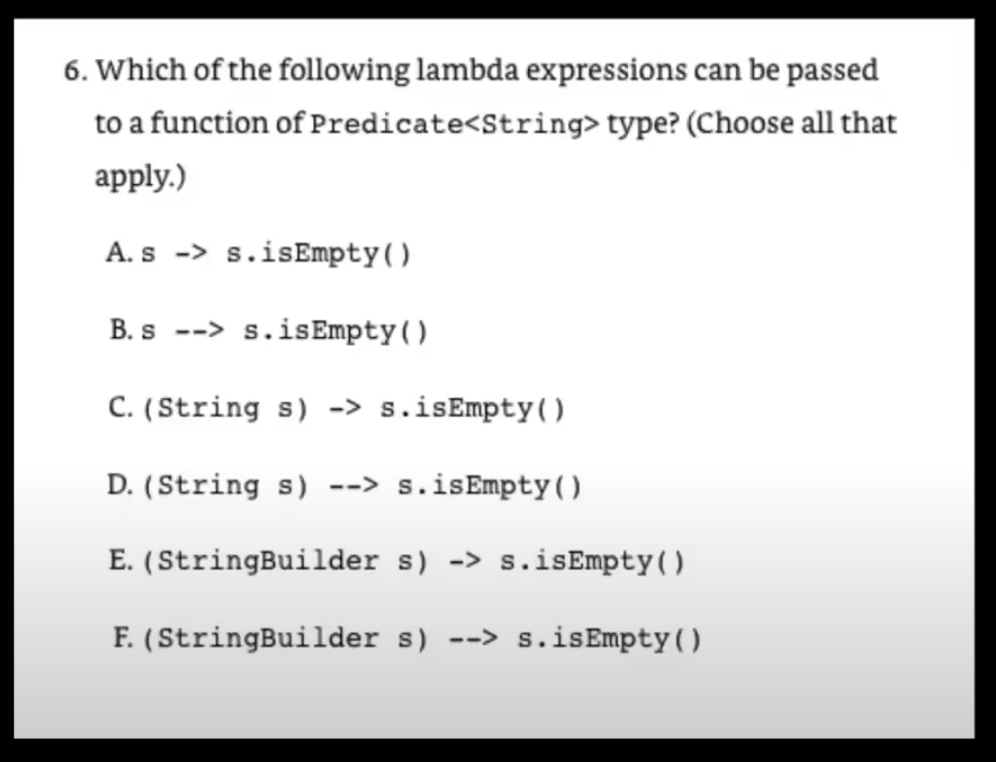 6. Which of the following lambda expressions can be passed
to a function of Predicate<String> type? (Choose all that
apply.)
A. s -> s.isEmpty()
B. s --> s.isEmpty()
C. (String s) -> s.isEmpty()
D. (String s) --> s.isEmpty()
E. (StringBuilder s) -> s.isEmpty()
F. (StringBuilder s) --> s.isEmpty()